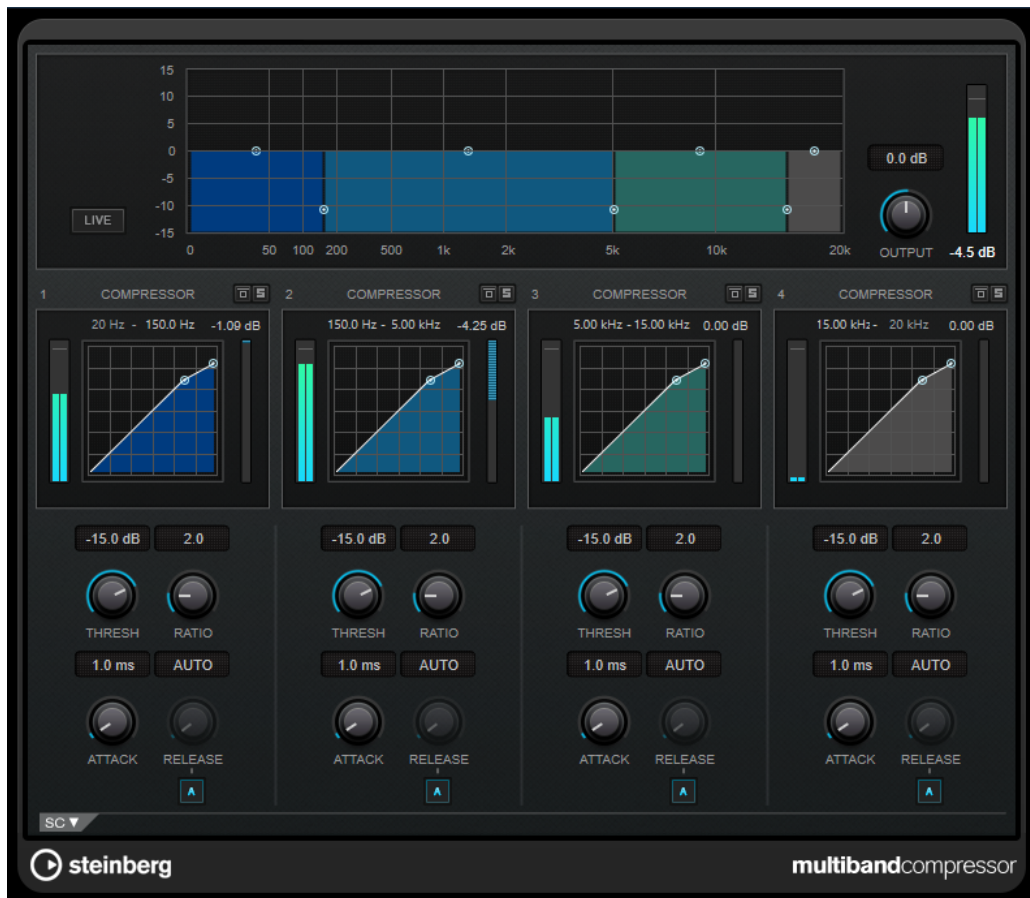 15
10
5
0
-5
-10
-15
LIVE
0 50 100 200 500 1k 2k 5k 10k 20k
0.0 dB
OUTPUT -4.5 dB
1 COMPRESSOR S 2 COMPRESSOR S 3 COMPRESSOR S 4 COMPRESSOR S
20 Hz - 150.0 Hz -1.09 dB 150.0 Hz - 5.00 kHz -4.25 dB 5.00 kHz - 15.00 kHz 0.00 dB 15.00 kHz - 20 kHz 0.00 dB
-15.0 dB 2.0 -15.0 dB 2.0 -15.0 dB 2.0 -15.0 dB 2.0
THRESH RATIO THRESH RATIO THRESH RATIO THRESH RATIO
1.0 ms AUTO 1.0 ms AUTO 1.0 ms AUTO 1.0 ms AUTO
ATTACK RELEASE ATTACK RELEASE ATTACK RELEASE ATTACK RELEASE
A A A A
SC▼
steinberg multibandcompressor